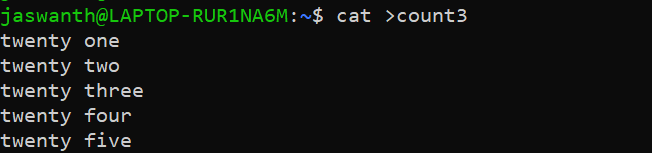 jaswanth@LAPTOP-RUR1NA6M:~$ cat >count3
twenty one
twenty two
twenty three
twenty four
twenty five